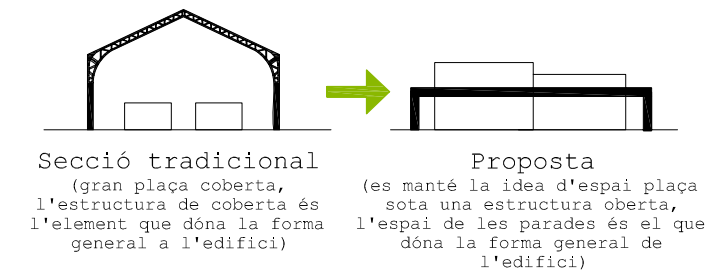 Secció tradicional
(gran plaça coberta,
l'estructura de coberta és
l'element que dóna la forma
general a l'edifici)
Proposta
(es manté la idea d'espai plaça
sota una estructura oberta,
l'espai de les parades és el que
dóna la forma general de
l'edifici)